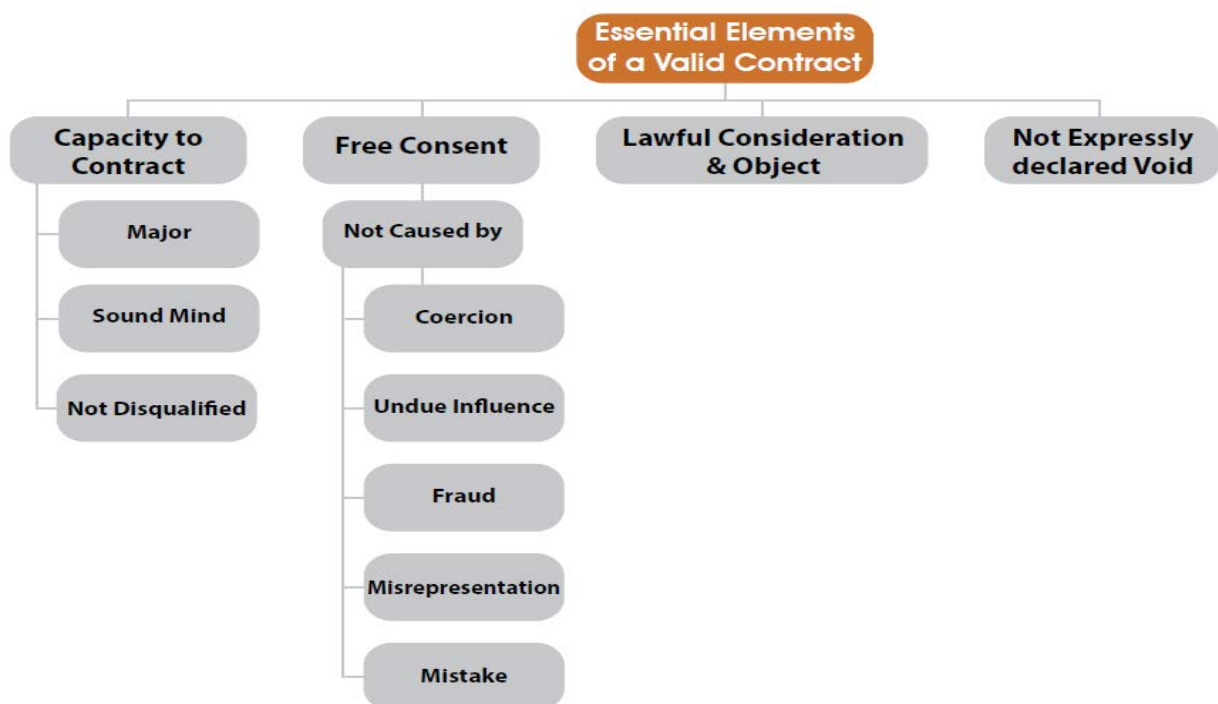 Essential Elements
of a Valid Contract
Capacity to
Contract
Free Consent
Lawful Consideration
& Object
Not Expressly
declared Void
Major
Not Caused by
Sound Mind
Coercion
Not Disqualified
Undue Influence
Fraud
Misrepresentation
Mistake